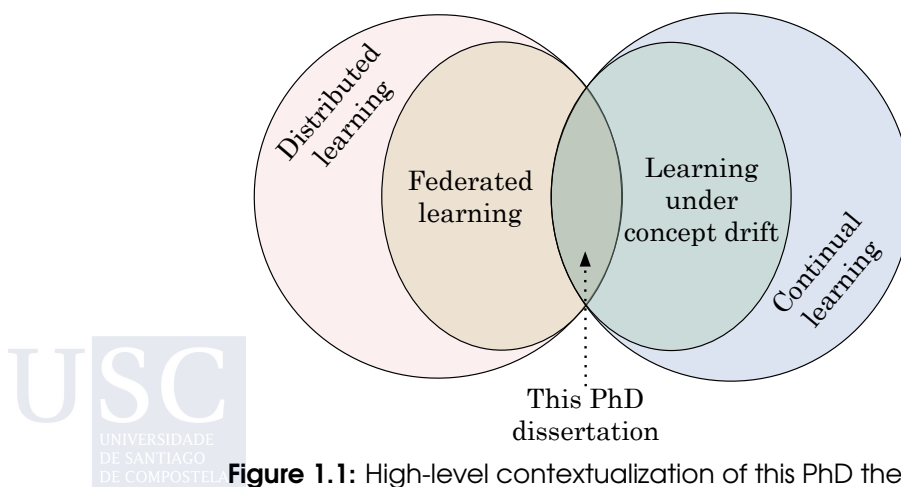 Distributed
learning
Federated
learning
Learning
under
concept drift
Continual
learning
This PhD
dissertation
USC
UNIVERSIDADE
DE SANTIAGO
DE COMPOSTELA
Figure 1.1: High-level contextualization of this PhD the